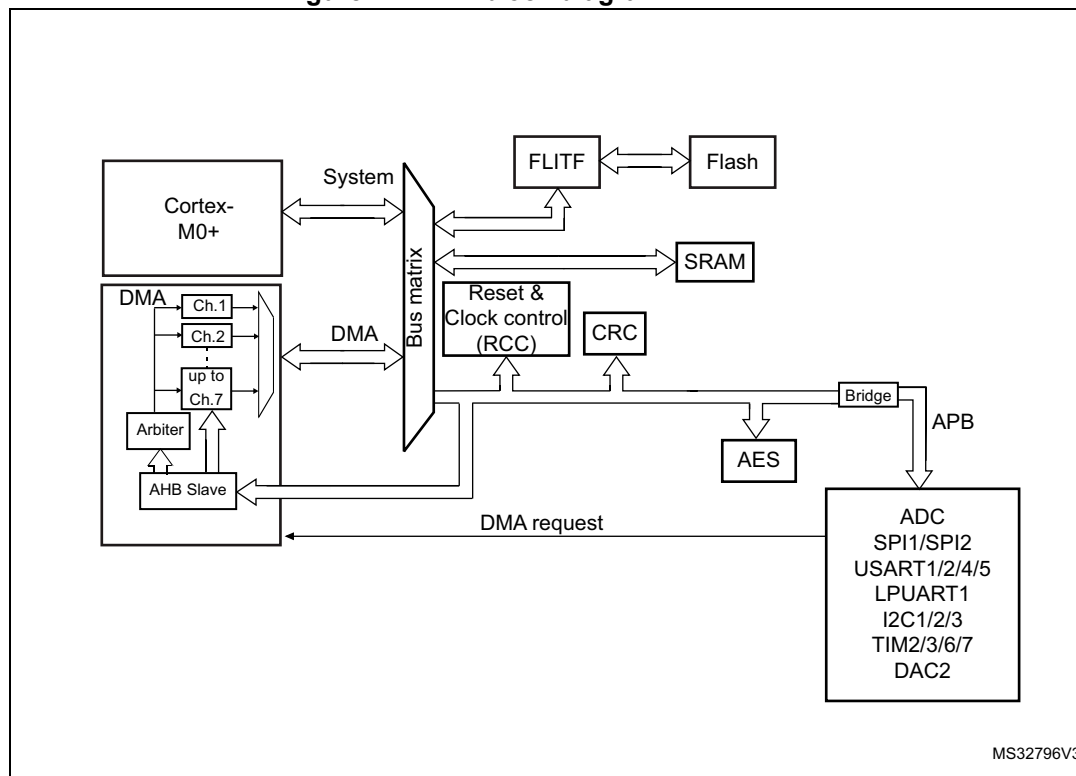 System
FLITF
Flash
Cortex-
M0+
Bus matrix
SRAM
DMA
Ch.1
Ch.2
up to
Ch.7
Arbiter
AHB Slave
DMA
Reset &
Clock control
(RCC)
CRC
Bridge
APB
AES
DMA request
ADC
SPI1/SPI2
USART1/2/4/5
LPUART1
I2C1/2/3
TIM2/3/6/7
DAC2
MS32796V3